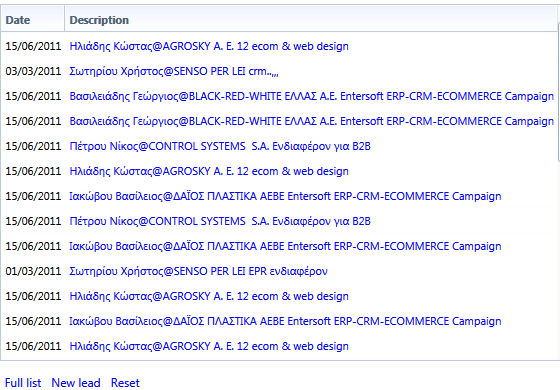 Date Description
15/06/2011 Ηλιάδης Κώστας@AGROSKY A. E. 12 ecom & web design
03/03/2011 Σωτηρίου Χρήστος@SENSO PER LEI crm..,,,
15/06/2011 Βασιλειάδης Γεώργιος@BLACK-RED-WHITE ΕΛΛΑΣ Α.Ε. Entersoft ERP-CRM-ECOMMERCE Campaign
15/06/2011 Βασιλειάδης Γεώργιος@BLACK-RED-WHITE ΕΛΛΑΣ Α.Ε. Entersoft ERP-CRM-ECOMMERCE Campaign
15/06/2011 Πέτρου Νίκος@CONTROL SYSTEMS S.A. Ενδιαφέρον για B2B
15/06/2011 Ηλιάδης Κώστας@AGROSKY A. E. 12 ecom & web design
15/06/2011 Ιακώβου Βασίλειος@ΔΑΪΟΣ ΠΛΑΣΤΙΚΑ ΑΕΒΕ Entersoft ERP-CRM-ECOMMERCE Campaign
15/06/2011 Πέτρου Νίκος@CONTROL SYSTEMS S.A. Ενδιαφέρον για B2B
15/06/2011 Ιακώβου Βασίλειος@ΔΑΪΟΣ ΠΛΑΣΤΙΚΑ ΑΕΒΕ Entersoft ERP-CRM-ECOMMERCE Campaign
01/03/2011 Σωτηρίου Χρήστος@SENSO PER LEI EPR ενδιαφέρον
15/06/2011 Ηλιάδης Κώστας@AGROSKY A. E. 12 ecom & web design
15/06/2011 Ιακώβου Βασίλειος@ΔΑΪΟΣ ΠΛΑΣΤΙΚΑ ΑΕΒΕ Entersoft ERP-CRM-ECOMMERCE Campaign
15/06/2011 Ηλιάδης Κώστας@AGROSKY A. E. 12 ecom & web design
Full list New lead Reset